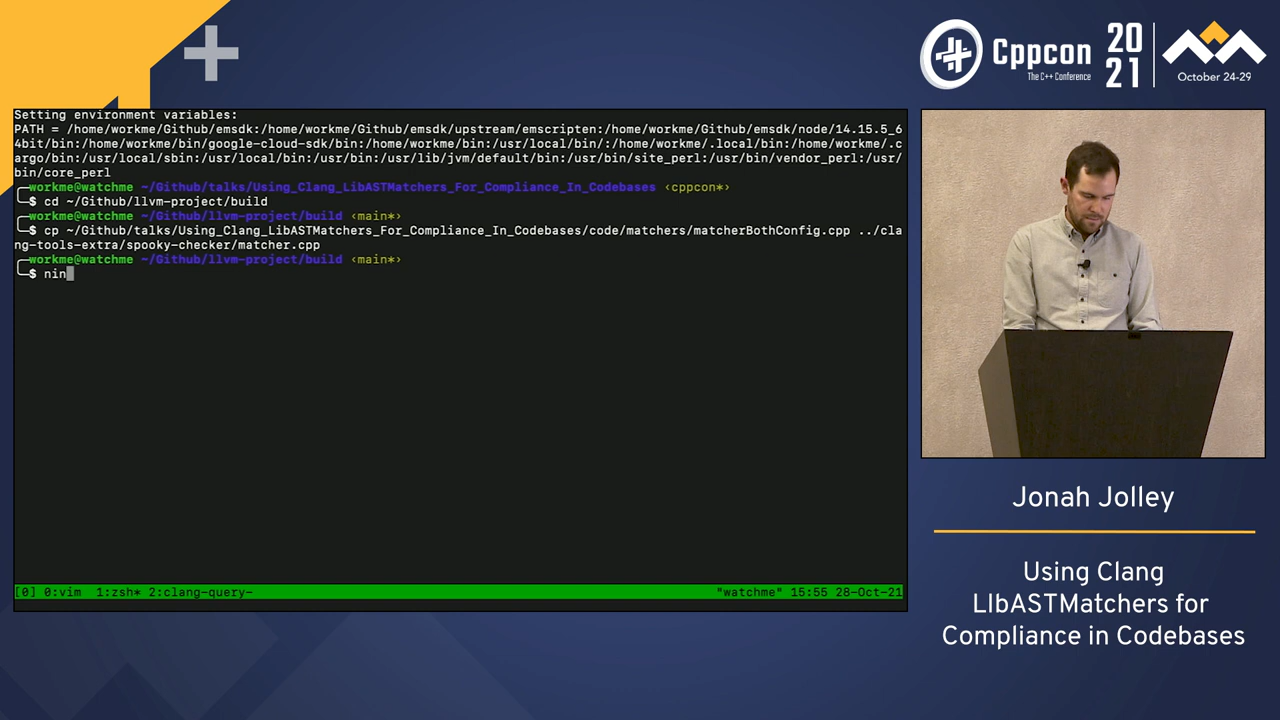 Cppcon
The C++ Conference
20
21
October 24-29
Setting environment variables:
PATH = /home/workme/Github/emsdk:/home/workme/Github/emsdk/upstream/emscripten:/home/workme/Github/emsdk/node/14.15.5_6
4bit/bin:/home/workme/bin/google-cloud-sdk/bin:/home/workme/bin:/usr/local/bin/:/home/workme/.local/bin:/home/workme/.c
argo/bin:/usr/local/sbin:/usr/local/bin:/usr/bin:/usr/lib/jvm/default/bin:/usr/bin/site_perl:/usr/bin/vendor_perl:/usr/
bin/core_perl
workme@watchme ~/Github/talks/Using_Clang_LibASTMatchers_For_Compliance_In_Codebases ‹cppcon*›
$ cd ~/Github/llvm-project/build
workme@watchme ~/Github/llvm-project/build ‹main*›
$ cp ~/Github/talks/Using_Clang_LibASTMatchers_For_Compliance_In_Codebases/code/matchers/matcherBothConfig.cpp ../cla
ng-tools-extra/spooky-checker/matcher.cpp
workme@watchme ~/Github/llvm-project/build ‹main*›
$ nin
[0] 0:vim 1:zsh* 2:clang-query- "watchme" 15:55 28-Oct-21
Jonah Jolley
Using Clang
LIbASTMatchers for
Compliance in Codebases